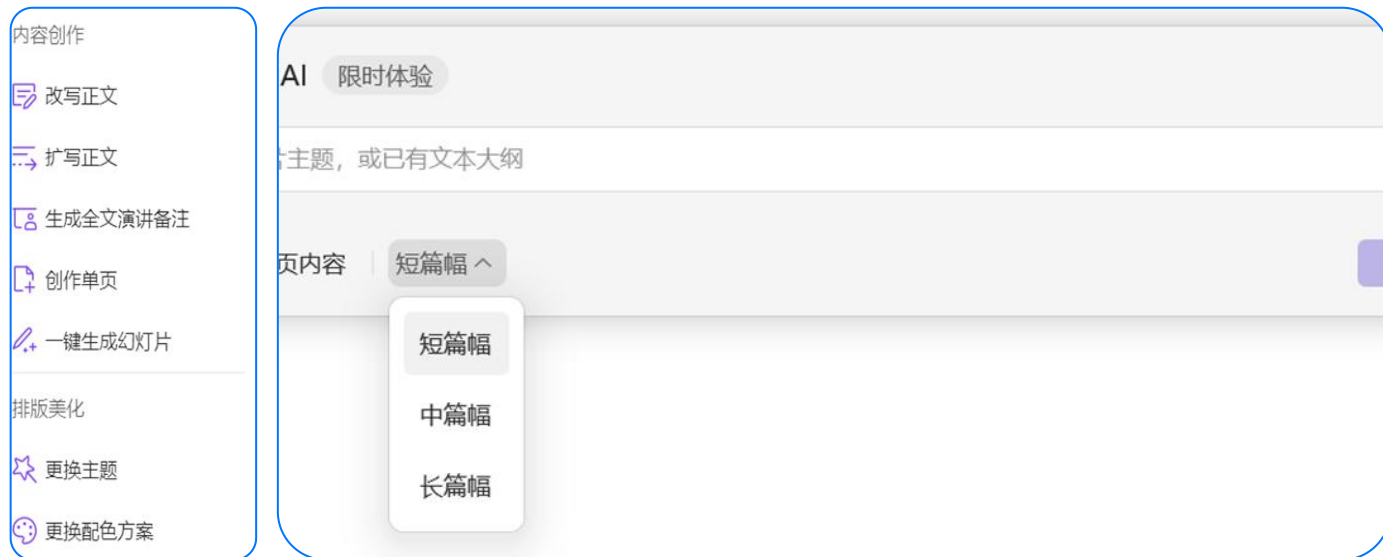 内容创作
改写正文
扩写正文
生成全文演讲备注
创作单页
一键生成幻灯片
排版美化
更换主题
更换配色方案
AI 限时体验
主题，或已有文本大纲
页内容 短篇幅
短篇幅
中篇幅
长篇幅